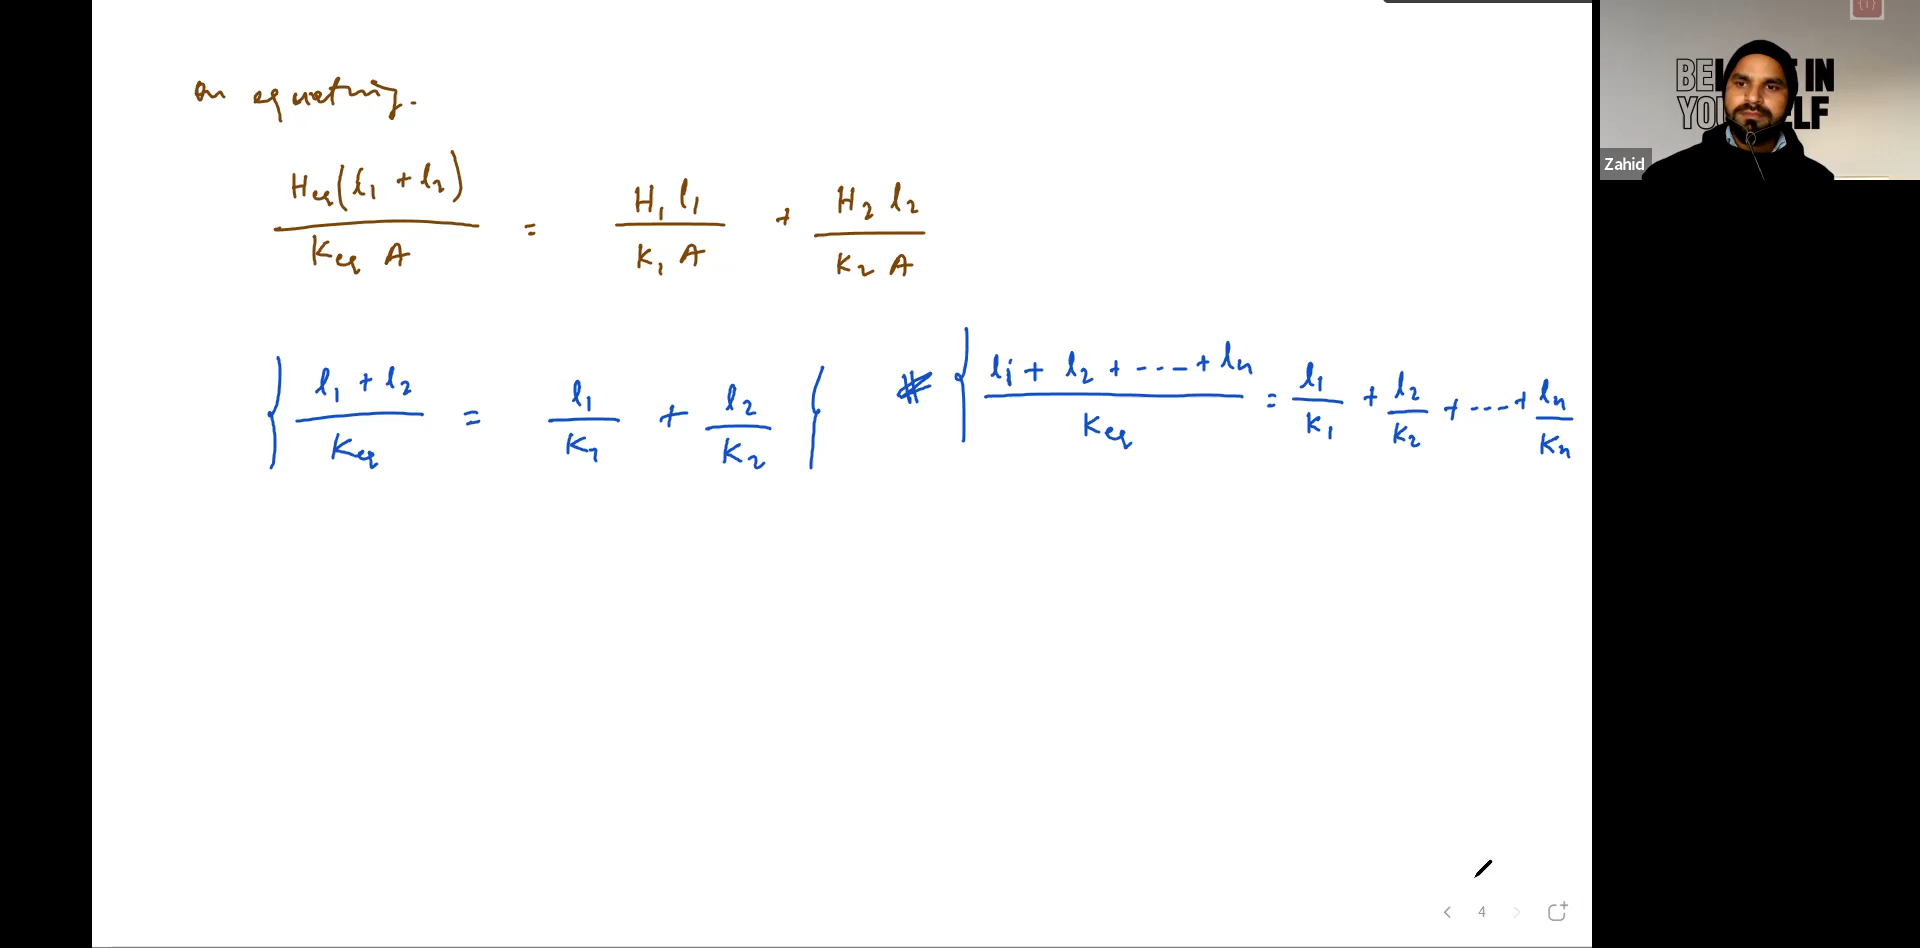 on equating.
Heq(l1 + l2) / Keq A = H1 l1 / K1 A + H2 l2 / K2 A
{ l1 + l2 / Keq = l1 / K1 + l2 / K2 }
# { l1 + l2 + ---- + ln / Keq = l1 / K1 + l2 / K2 + ---- + ln / Kn
Zahid
4